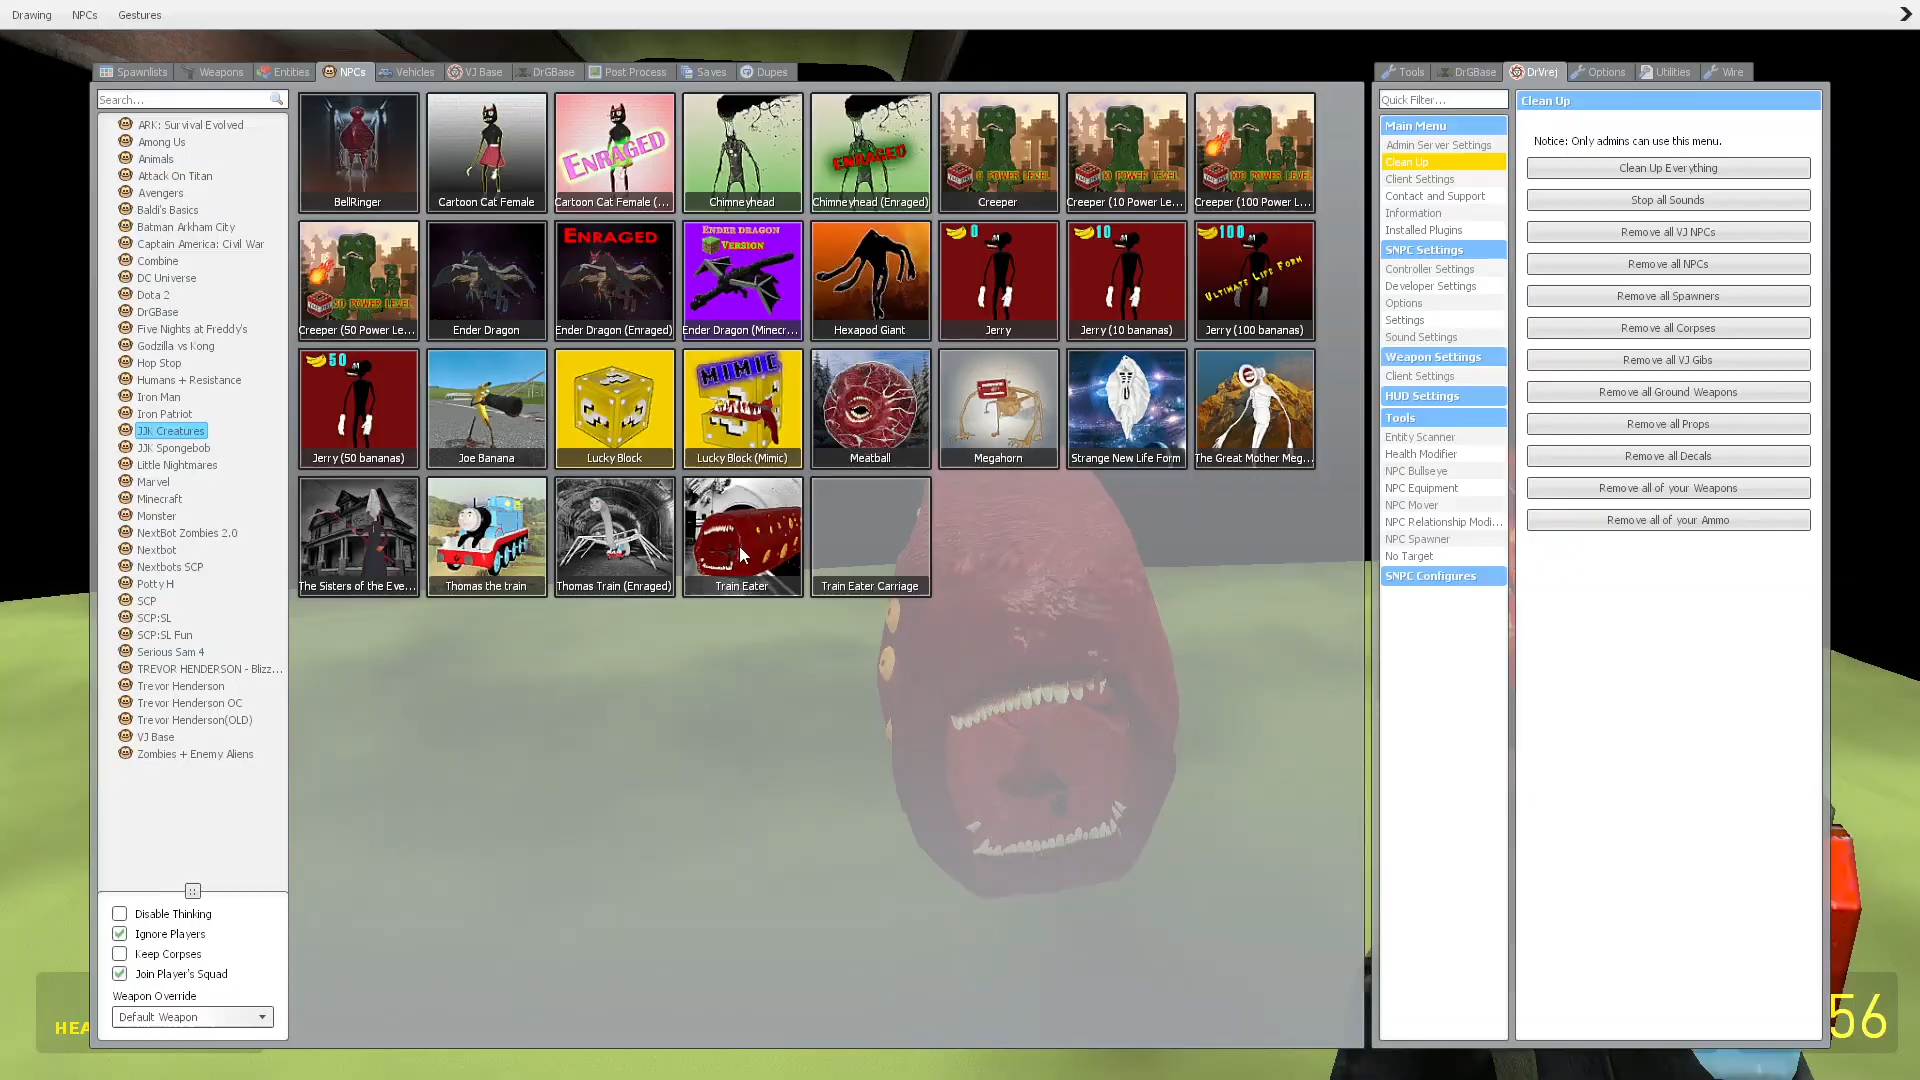 Drawing NPCs Gestures
Spawnlists Weapons Entities NPCs Vehicles VJ Base DrGBase Post Process Saves Dupes
Search...
ARK: Survival Evolved
Among Us
Animals
Attack On Titan
Avengers
Baldi's Basics
Batman Arkham City
Captain America: Civil War
Combine
DC Universe
Dota 2
DrGBase
Five Nights at Freddy's
Godzilla vs Kong
Hop Stop
Humans + Resistance
Iron Man
Iron Patriot
JJK Creatures
JJK Spongebob
Little Nightmares
Marvel
Minecraft
Monster
NextBot Zombies 2.0
Nextbot
Nextbots SCP
Potty H
SCP
SCP:SL
SCP:SL Fun
Serious Sam 4
TREVOR HENDERSON - Blizz...
Trevor Henderson
Trevor Henderson OC
Trevor Henderson(OLD)
VJ Base
Zombies + Enemy Aliens
Disable Thinking
Ignore Players
Keep Corpses
Join Player's Squad
Weapon Override
Default Weapon
ENRAGED
ENRAGED
0 POWER LEVEL
10 POWER LEVEL
100 POWER LEVEL
BellRinger
Cartoon Cat Female
Cartoon Cat Female (...
Chimneyhead
Chimneyhead (Enraged)
Creeper
Creeper (10 Power Le...
Creeper (100 Power L...
50 POWER LEVEL
ENRAGED
ENDER DRAGON
VERSION
0
10
100
ULTIMATE LIFE FORM
Creeper (50 Power Le...
Ender Dragon
Ender Dragon (Enraged)
Ender Dragon (Minecr...
Hexapod Giant
Jerry
Jerry (10 bananas)
Jerry (100 bananas)
50
MIMIC
Jerry (50 bananas)
Joe Banana
Lucky Block
Lucky Block (Mimic)
Meatball
Megahorn
Strange New Life Form
The Great Mother Meg...
The Sisters of the Eve...
Thomas the train
Thomas Train (Enraged)
Train Eater
Train Eater Carriage
Tools DrGBase DrVrej Options Utilities Wire
Quick Filter...
Main Menu
Admin Server Settings
Clean Up
Client Settings
Contact and Support
Information
Installed Plugins
SNPC Settings
Controller Settings
Developer Settings
Options
Settings
Sound Settings
Weapon Settings
Client Settings
HUD Settings
Tools
Entity Scanner
Health Modifier
NPC Bullseye
NPC Equipment
NPC Mover
NPC Relationship Modi...
NPC Spawner
No Target
SNPC Configures
Clean Up
Notice: Only admins can use this menu.
Clean Up Everything
Stop all Sounds
Remove all VJ NPCs
Remove all NPCs
Remove all Spawners
Remove all Corpses
Remove all VJ Gibs
Remove all Ground Weapons
Remove all Props
Remove all Decals
Remove all of your Weapons
Remove all of your Ammo
HEA
56